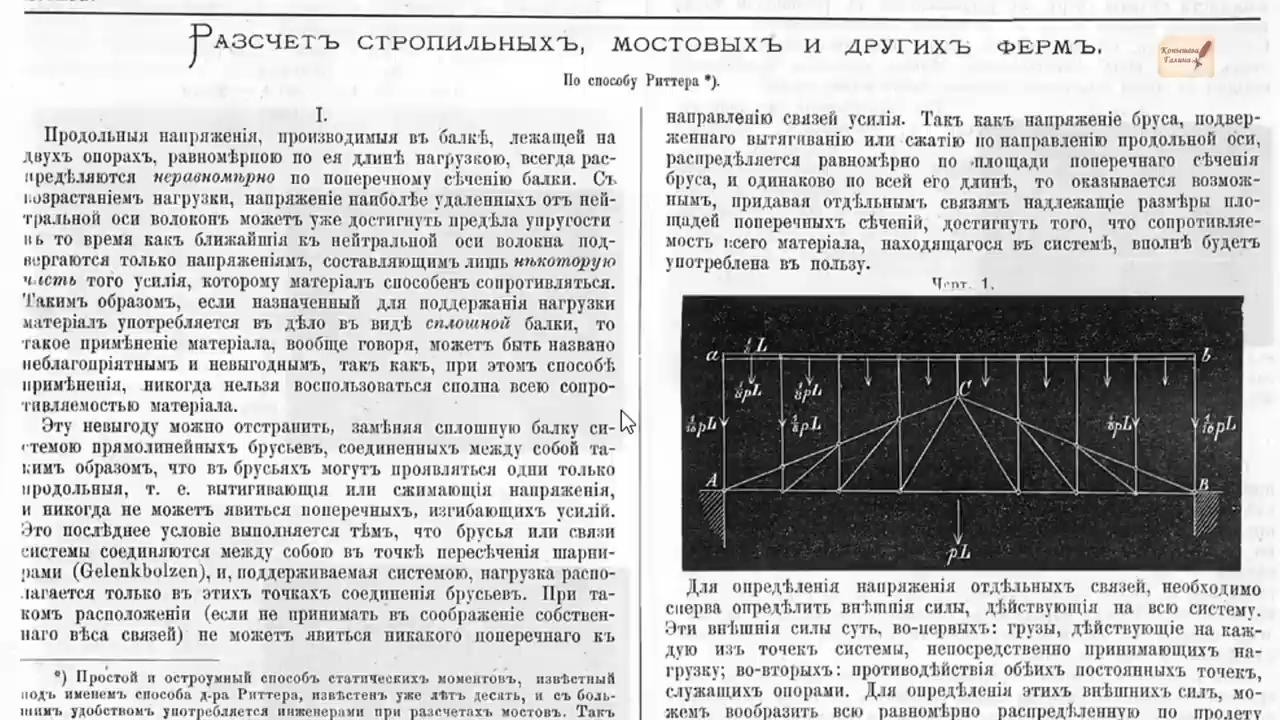 Разсчетъ стропильныхъ, мостовыхъ и другихъ фермъ.
По способу Риттера *).
Конышева
Галина
I.
Продольныя напряженія, производимыя въ балкѣ, лежащей на
двухъ опорахъ, равномѣрною по ея длинѣ нагрузкою, всегда рас-
предѣляются неравномѣрно по поперечному сѣченію балки. Съ
возрастаніемъ нагрузки, напряженіе наиболѣе удаленныхъ отъ ней-
тральной оси волоконъ можетъ уже достигнуть предѣла упругости
въ то время какъ ближайшія къ нейтральной оси волокна под-
вергаются только напряженіямъ, составляющимъ лишь нѣкоторую
часть того усилія, которому матеріалъ способенъ сопротивляться.
Такимъ образомъ, если назначенный для поддержанія нагрузки
матеріалъ употребляется въ дѣло въ видѣ сплошной балки, то
такое примѣненіе матеріала, вообще говоря, можетъ быть названо
неблагопріятнымъ и невыгоднымъ, такъ какъ, при этомъ способѣ
примѣненія, никогда нельзя воспользоваться сполна всею сопро-
тивляемостью матеріала.
Эту невыгоду можно отстранить, замѣняя сплошную балку си-
стемою прямолинейныхъ брусьевъ, соединенныхъ между собой та-
кимъ образомъ, что въ брусьяхъ могутъ проявляться одни только
продольныя, т. е. вытягивающія или сжимающія напряженія,
и никогда не можетъ явиться поперечныхъ, изгибающихъ усилій.
Это послѣднее условіе выполняется тѣмъ, что брусья или связи
системы соединяются между собою въ точкѣ пересѣченія шарни-
рами (Gelenkbolzen), и, поддерживаемая системою, нагрузка распо-
лагается только въ этихъ точкахъ соединенія брусьевъ. При та-
комъ расположеніи (если не принимать въ соображеніе собствен-
наго вѣса связей) не можетъ явиться никакого поперечнаго къ
*) Простой и остроумный способъ статическихъ моментовъ, извѣстный
подъ именемъ способа д-ра Риттера, извѣстенъ уже лѣтъ десять, и съ боль-
шимъ удобствомъ употребляется инженерами при разсчетахъ мостовъ. Такъ
направленію связей усилія. Такъ какъ напряженіе бруса, подвер-
женнаго вытягиванію или сжатію по направленію продольной оси,
распредѣляется равномѣрно по площади поперечнаго сѣченія
бруса, и одинаково по всей его длинѣ, то оказывается возмож-
нымъ, придавая отдѣльнымъ связямъ надлежащіе размѣры пло-
щадей поперечныхъ сѣченій, достигнуть того, что сопротивляе-
мость всего матеріала, находящагося въ системѣ, вполнѣ будетъ
употреблена въ пользу.
Черт. 1.
a ⅛L b
⅛pL ⅛pL
C
1/16pL ⅛pL ⅛pL 1/16pL
A B
pL
Для опредѣленія напряженія отдѣльныхъ связей, необходимо
сперва опредѣлить внѣшнія силы, дѣйствующія на всю систему.
Эти внѣшнія силы суть, во-первыхъ: грузы, дѣйствующіе на каж-
дую изъ точекъ системы, непосредственно принимающихъ на-
грузку; во-вторыхъ: противодѣйствія обѣихъ постоянныхъ точекъ,
служащихъ опорами. Для опредѣленія этихъ внѣшнихъ силъ, мо-
жемъ вообразить всю равномѣрно распредѣленную по пролету